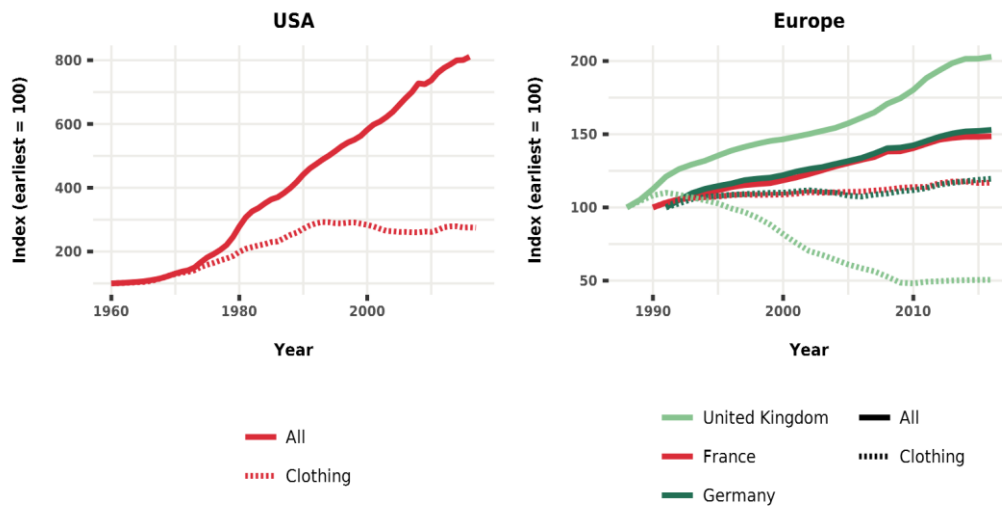 USA
Index (earliest = 100)
800
600
400
200
1960
1980
2000
Year
All
Clothing
Europe
Index (earliest = 100)
200
150
100
50
1990
2000
2010
Year
United Kingdom
All
France
Clothing
Germany